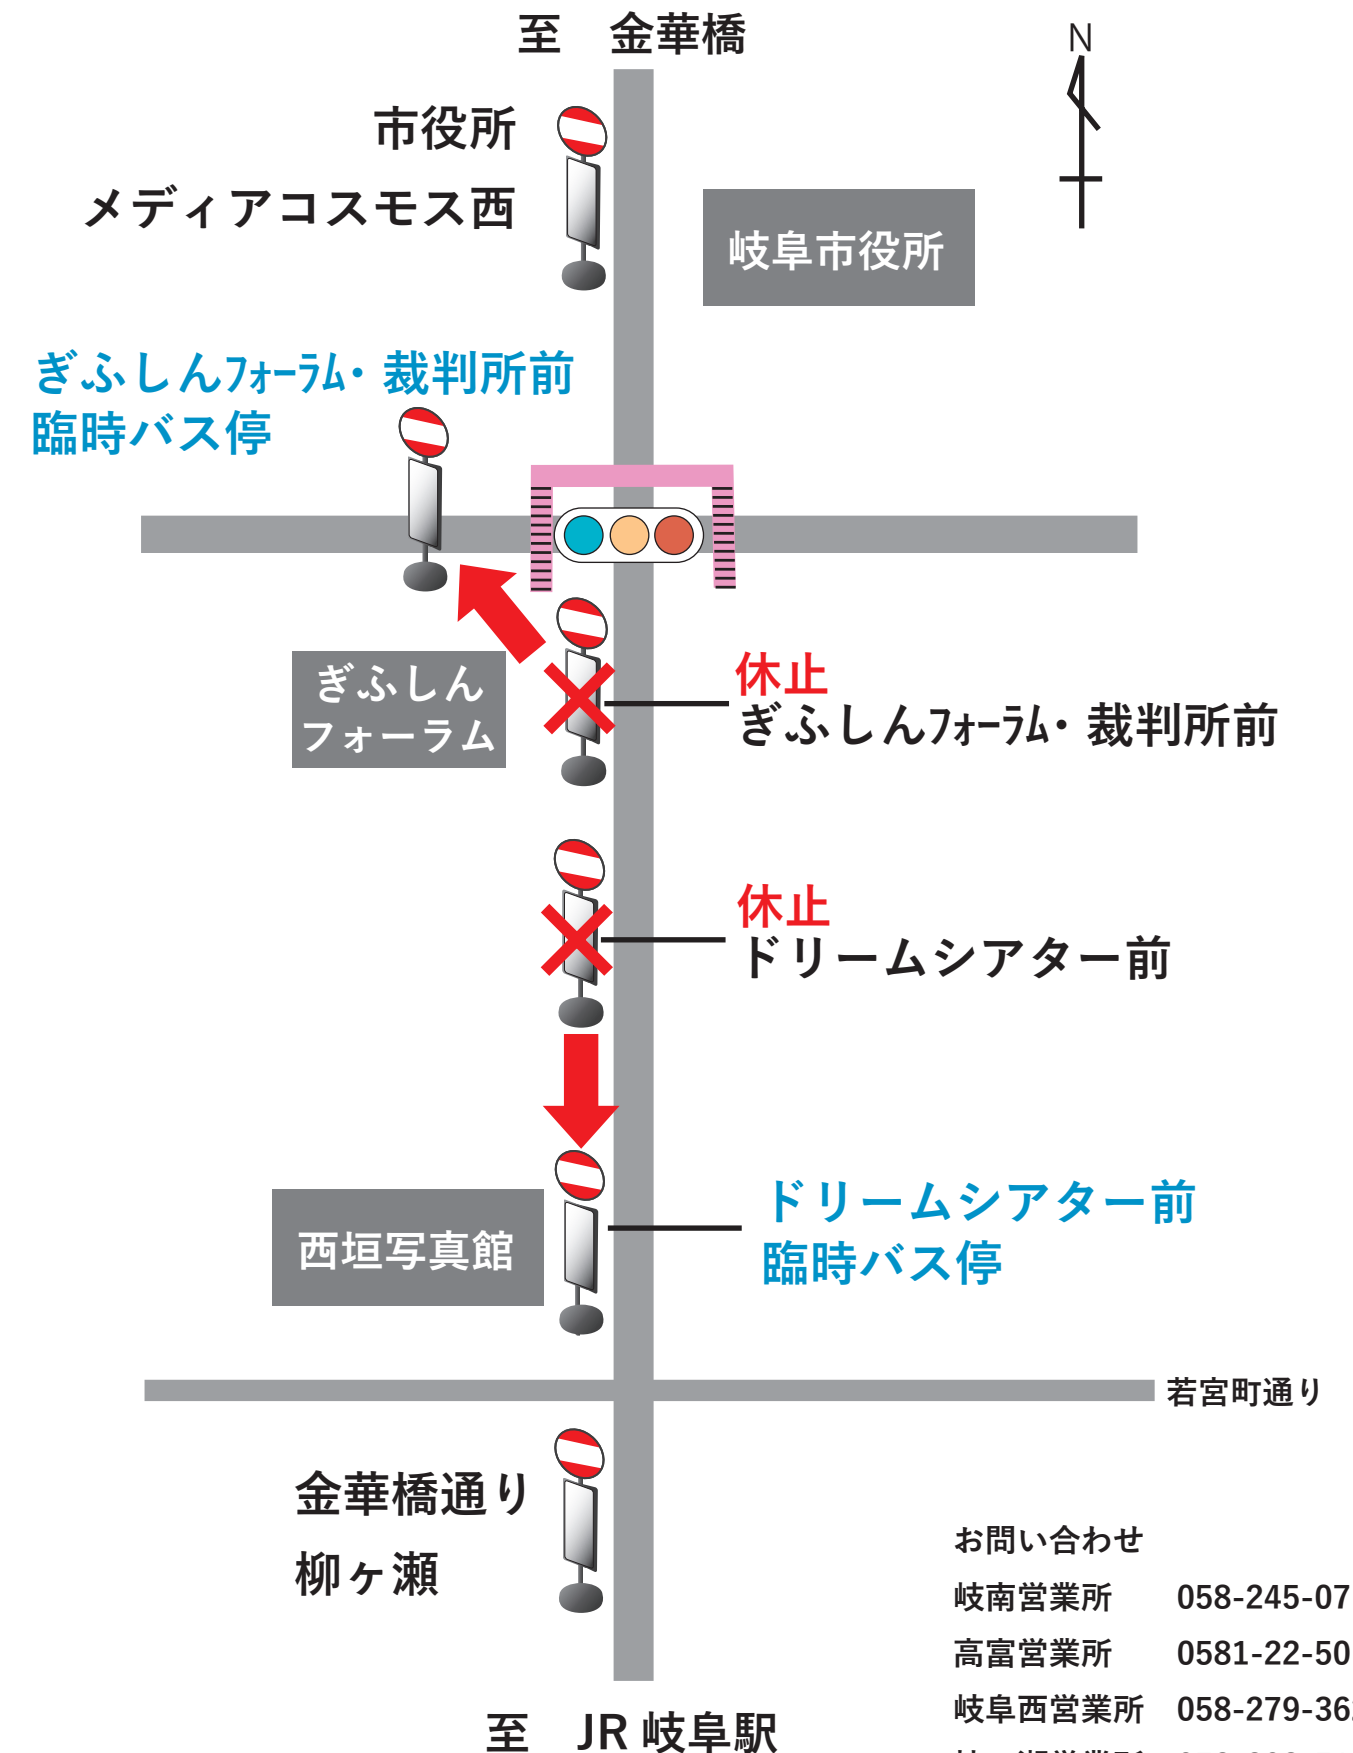 至　金華橋
N
市役所
メディアコスモス西
岐阜市役所
ぎふしんフォーラム・裁判所前
臨時バス停
休止
ぎふしんフォーラム・裁判所前
ぎふしん
フォーラム
休止
ドリームシアター前
ドリームシアター前
臨時バス停
西垣写真館
若宮町通り
金華橋通り
柳ヶ瀬
お問い合わせ
岐南営業所　058-245-07
高富営業所　0581-22-50
岐阜西営業所　058-279-36
至　JR岐阜駅